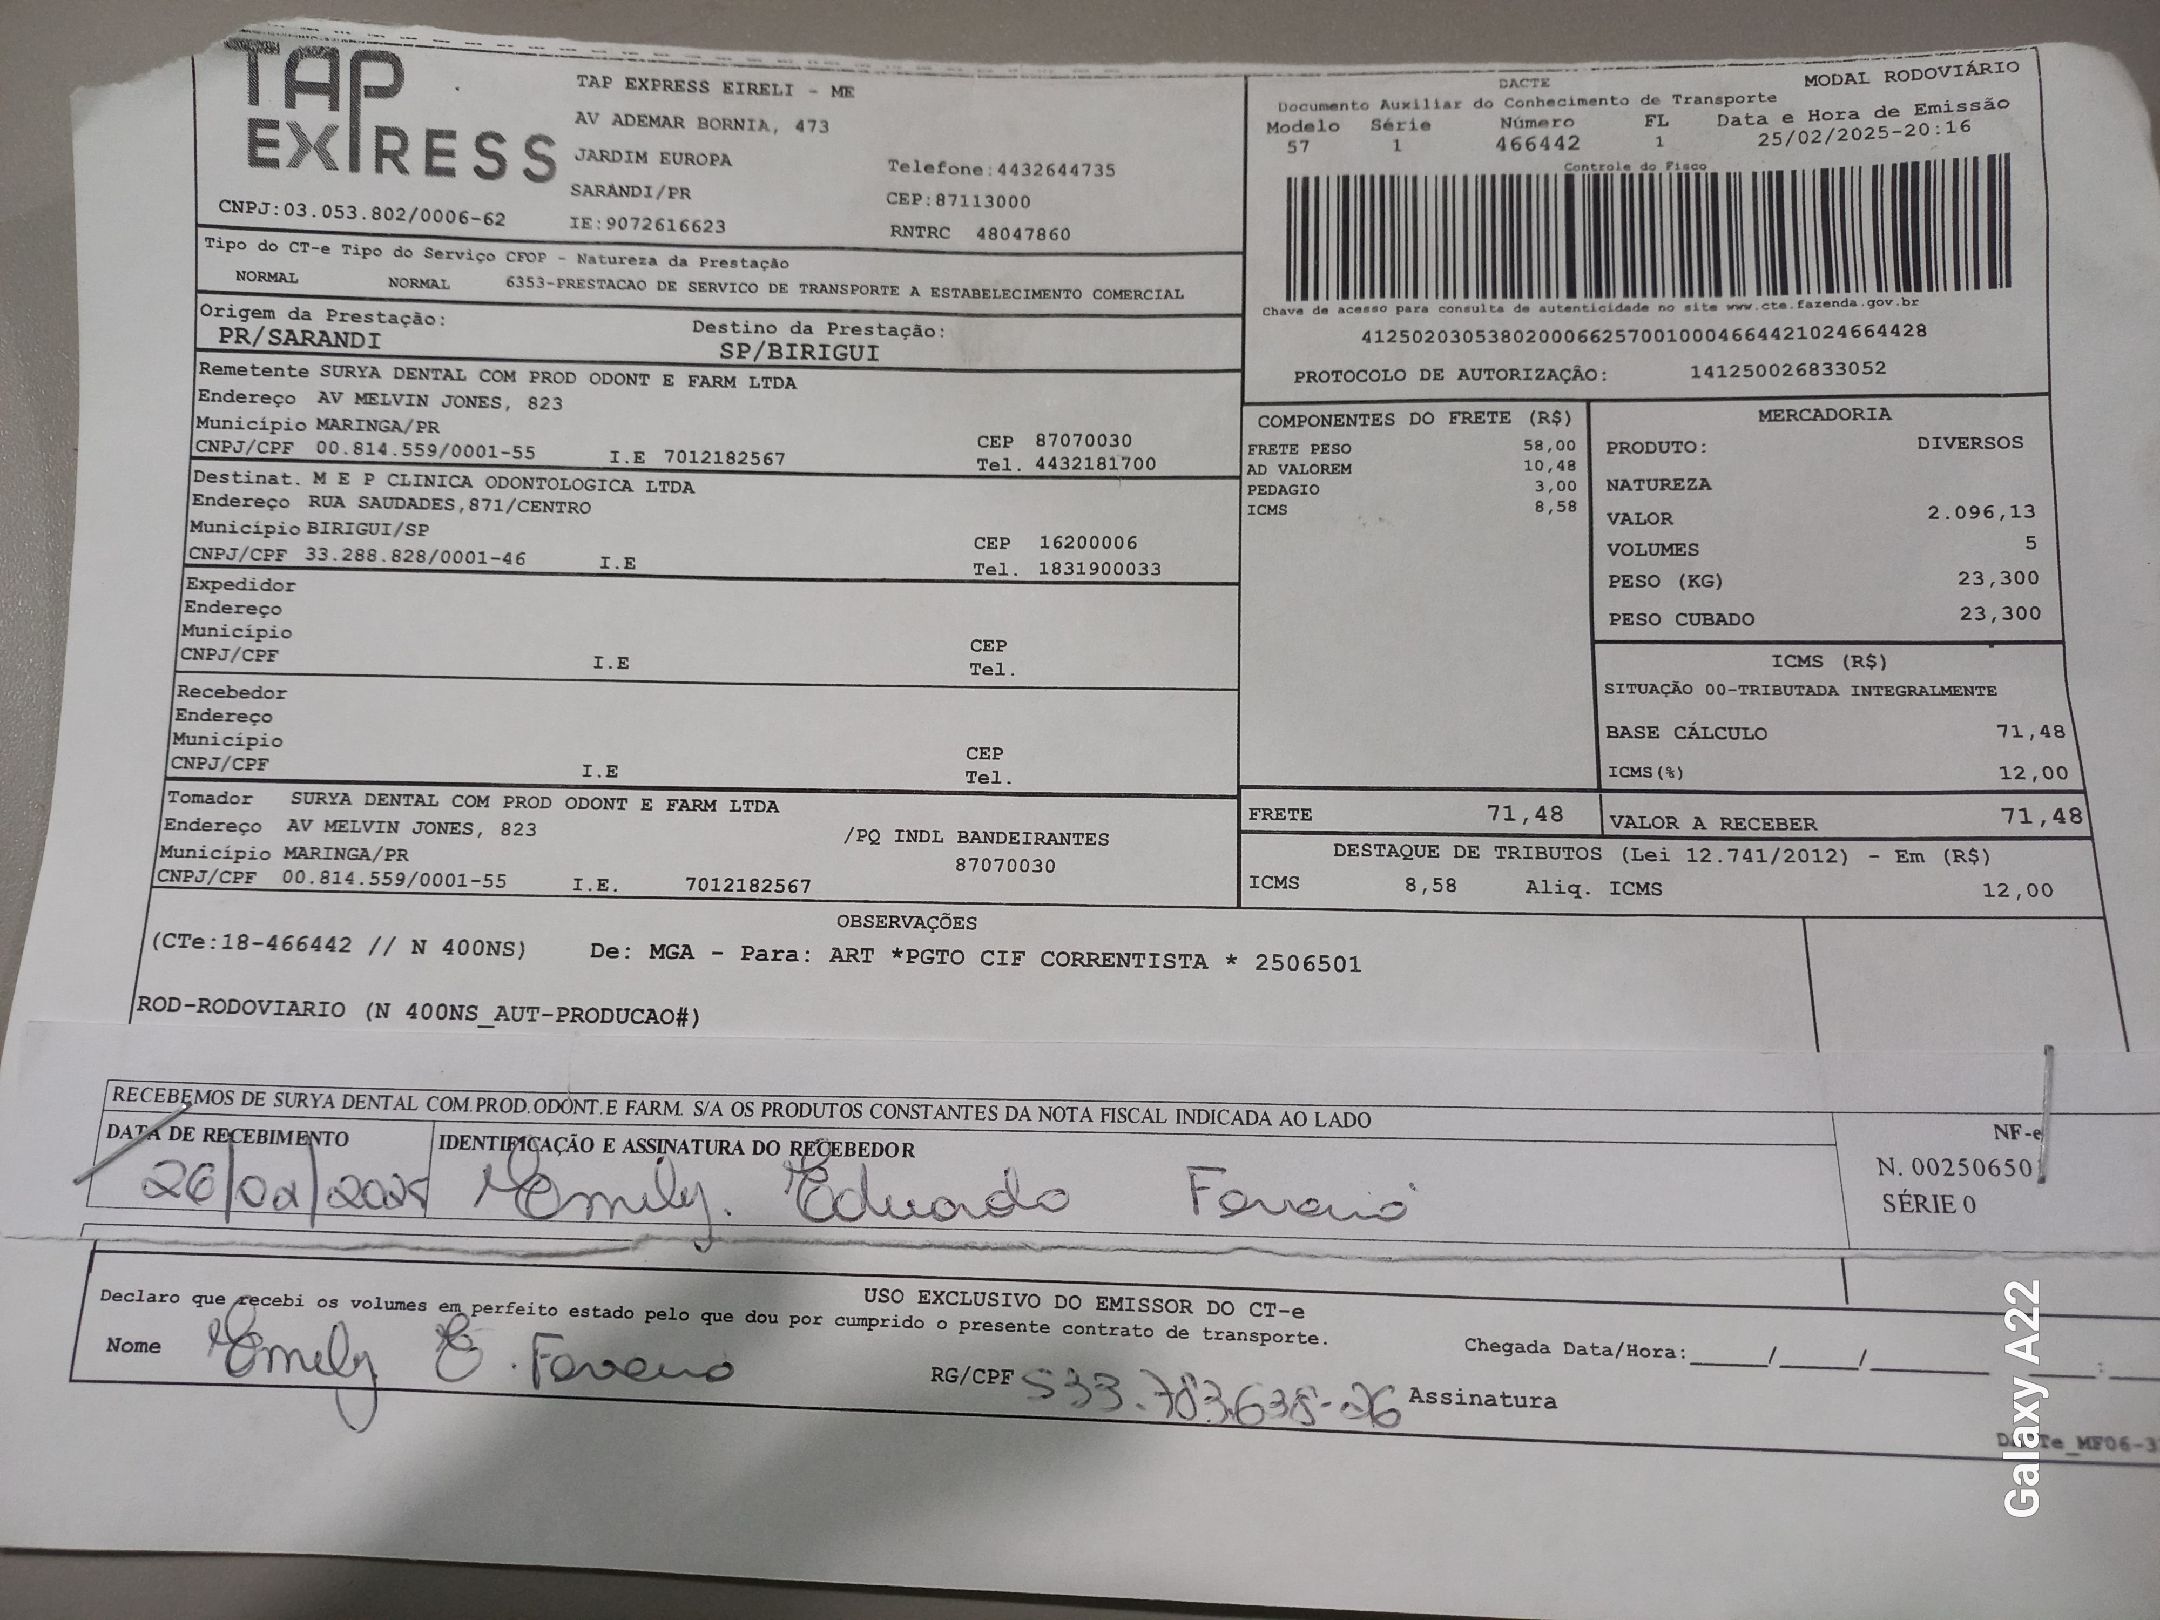 TAP EXPRESS
TAP EXPRESS EIRELI - ME
AV ADEMAR BORNIA, 473
JARDIM EUROPA
SARANDI/PR
IE:9072616623
Telefone:4432644735
CEP:87113000
RNTRC 48047860
CNPJ:03.053.802/0006-62
DACTE
MODAL RODOVIÁRIO
Documento Auxiliar do Conhecimento de Transporte
Modelo Série Número FL Data e Hora de Emissão
57 1 466442 1 25/02/2025-20:16
Controle do Fisco
Chave de acesso para consulta de autenticidade no site www.cte.fazenda.gov.br
41250203053802000662570010004664421024664428
PROTOCOLO DE AUTORIZAÇÃO: 141250026833052
Tipo do CT-e Tipo do Serviço CFOP - Natureza da Prestação
NORMAL NORMAL 6353-PRESTACAO DE SERVICO DE TRANSPORTE A ESTABELECIMENTO COMERCIAL
Origem da Prestação: Destino da Prestação:
PR/SARANDI SP/BIRIGUI
Remetente SURYA DENTAL COM PROD ODONT E FARM LTDA
Endereço AV MELVIN JONES, 823
Município MARINGA/PR CEP 87070030
CNPJ/CPF 00.814.559/0001-55 I.E 7012182567 Tel. 4432181700
Destinat. M E P CLINICA ODONTOLOGICA LTDA
Endereço RUA SAUDADES,871/CENTRO
Município BIRIGUI/SP CEP 16200006
CNPJ/CPF 33.288.828/0001-46 I.E Tel. 1831900033
Expedidor
Endereço
Município CEP
CNPJ/CPF I.E Tel.
Recebedor
Endereço
Município CEP
CNPJ/CPF I.E Tel.
Tomador SURYA DENTAL COM PROD ODONT E FARM LTDA
Endereço AV MELVIN JONES, 823 /PQ INDL BANDEIRANTES
Município MARINGA/PR 87070030
CNPJ/CPF 00.814.559/0001-55 I.E. 7012182567
COMPONENTES DO FRETE (R$)
FRETE PESO 58,00
AD VALOREM 10,48
PEDAGIO 3,00
ICMS 8,58
MERCADORIA
PRODUTO: DIVERSOS
NATUREZA
VALOR 2.096,13
VOLUMES 5
PESO (KG) 23,300
PESO CUBADO 23,300
ICMS (R$)
SITUAÇÃO 00-TRIBUTADA INTEGRALMENTE
BASE CÁLCULO 71,48
ICMS(%) 12,00
FRETE 71,48 VALOR A RECEBER 71,48
DESTAQUE DE TRIBUTOS (Lei 12.741/2012) - Em (R$)
ICMS 8,58 Aliq. ICMS 12,00
OBSERVAÇÕES
(CTe:18-466442 // N 400NS) De: MGA - Para: ART *PGTO CIF CORRENTISTA * 2506501
ROD-RODOVIARIO (N 400NS_AUT-PRODUCAO#)
RECEBEMOS DE SURYA DENTAL COM.PROD.ODONT.E FARM. S/A OS PRODUTOS CONSTANTES DA NOTA FISCAL INDICADA AO LADO
DATA DE RECEBIMENTO IDENTIFICAÇÃO E ASSINATURA DO RECEBEDOR
26/02/2025 Emily Eduardo Favero
NF-e
N. 002506501
SÉRIE 0
USO EXCLUSIVO DO EMISSOR DO CT-e
Declaro que recebi os volumes em perfeito estado pelo que dou por cumprido o presente contrato de transporte.
Nome Emily E. Favero RG/CPF 533.783.638-26 Assinatura
Chegada Data/Hora:_____/_____/_______ ____:____
Galaxy A22